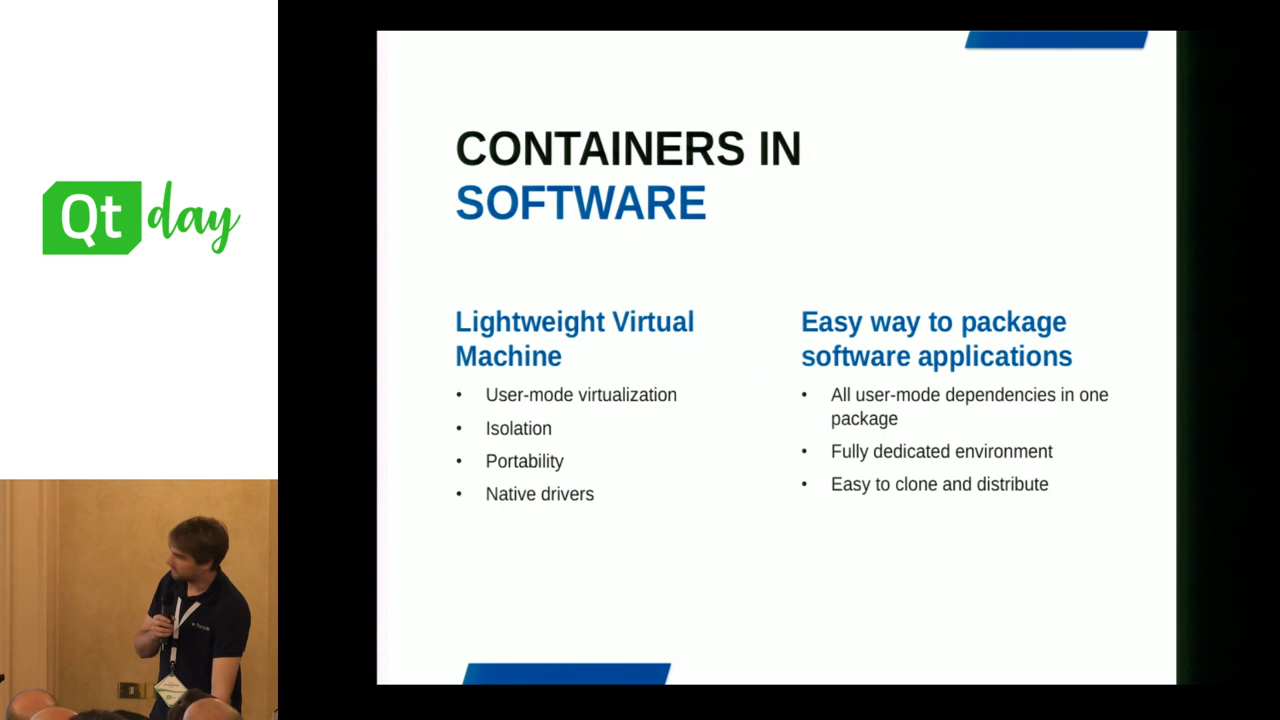 Qt day
CONTAINERS IN
SOFTWARE
Lightweight Virtual
Machine
• User-mode virtualization
• Isolation
• Portability
• Native drivers
Easy way to package
software applications
• All user-mode dependencies in one
package
• Fully dedicated environment
• Easy to clone and distribute